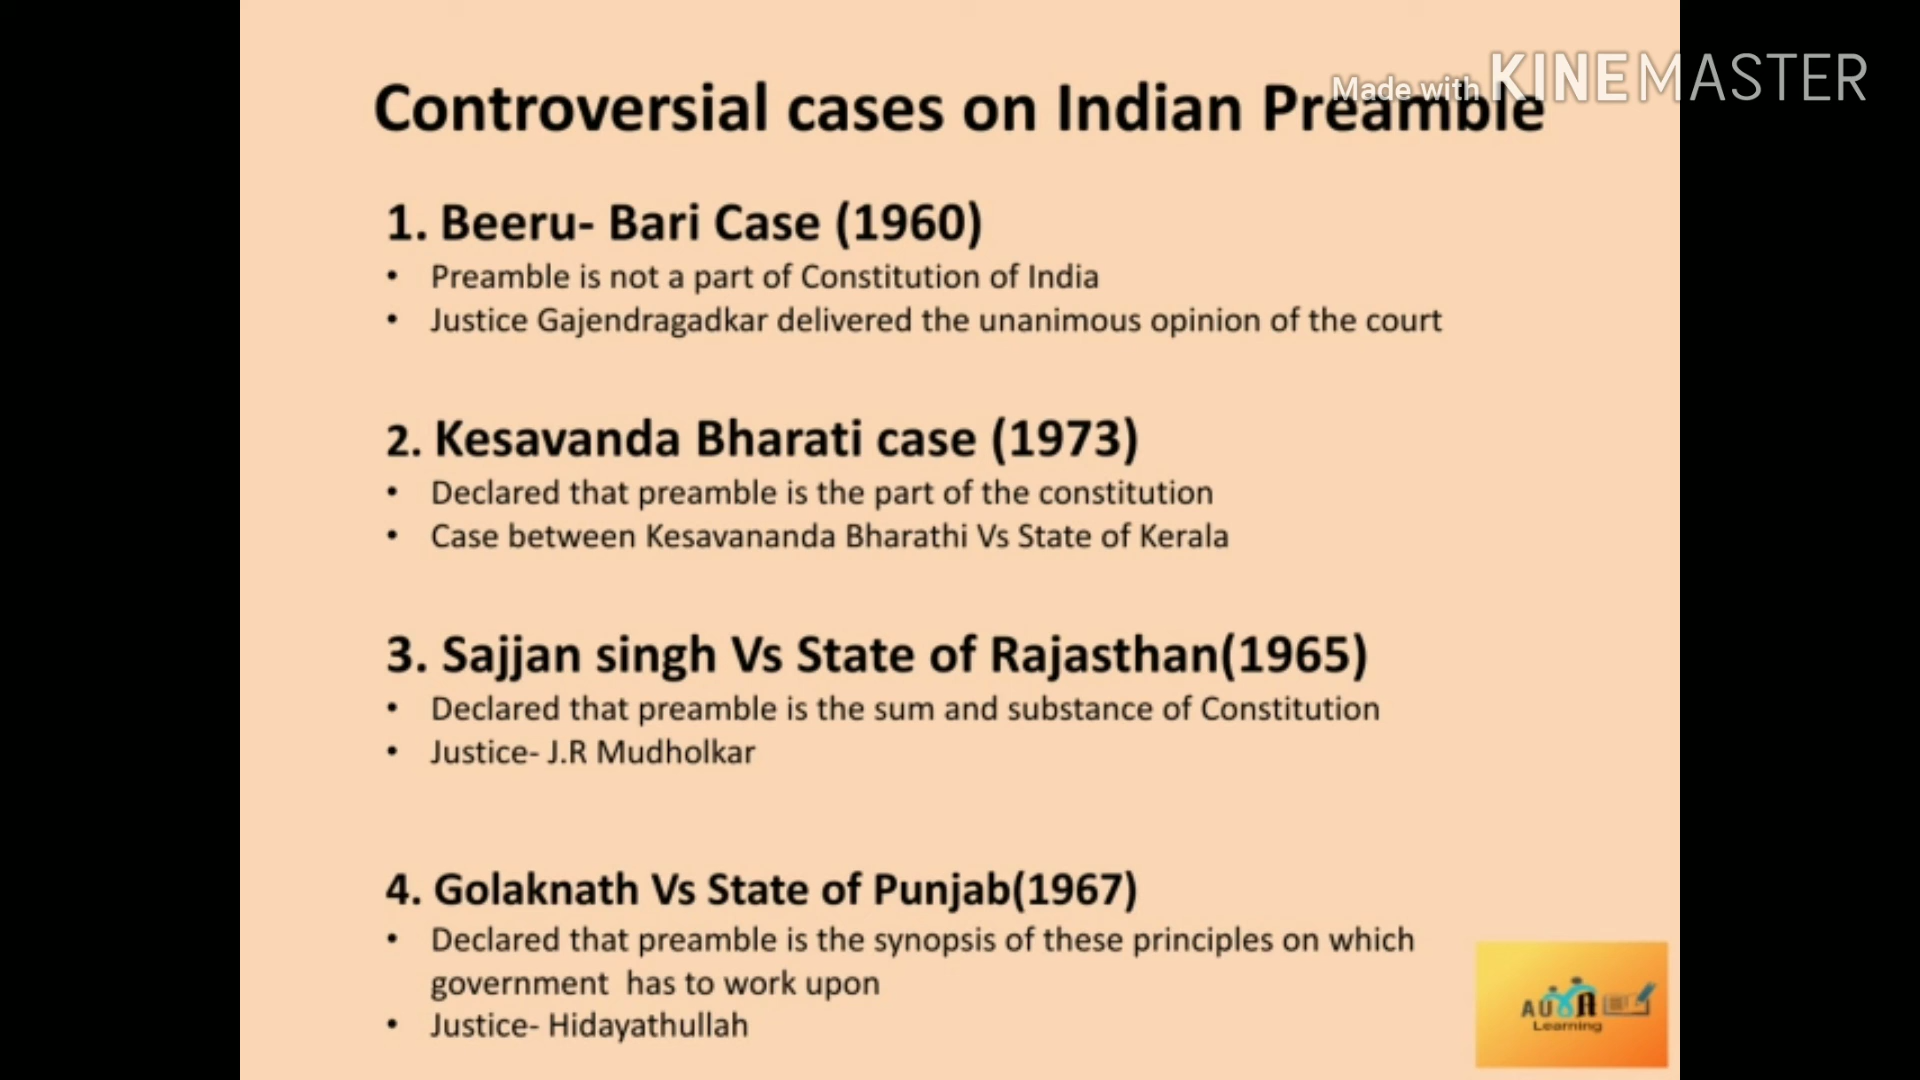 Made with KINEMASTER
Controversial cases on Indian Preamble
1. Beeru- Bari Case (1960)
• Preamble is not a part of Constitution of India
• Justice Gajendragadkar delivered the unanimous opinion of the court
2. Kesavanda Bharati case (1973)
• Declared that preamble is the part of the constitution
• Case between Kesavananda Bharathi Vs State of Kerala
3. Sajjan singh Vs State of Rajasthan(1965)
• Declared that preamble is the sum and substance of Constitution
• Justice- J.R Mudholkar
4. Golaknath Vs State of Punjab(1967)
• Declared that preamble is the synopsis of these principles on which
government has to work upon
• Justice- Hidayathullah
Learning